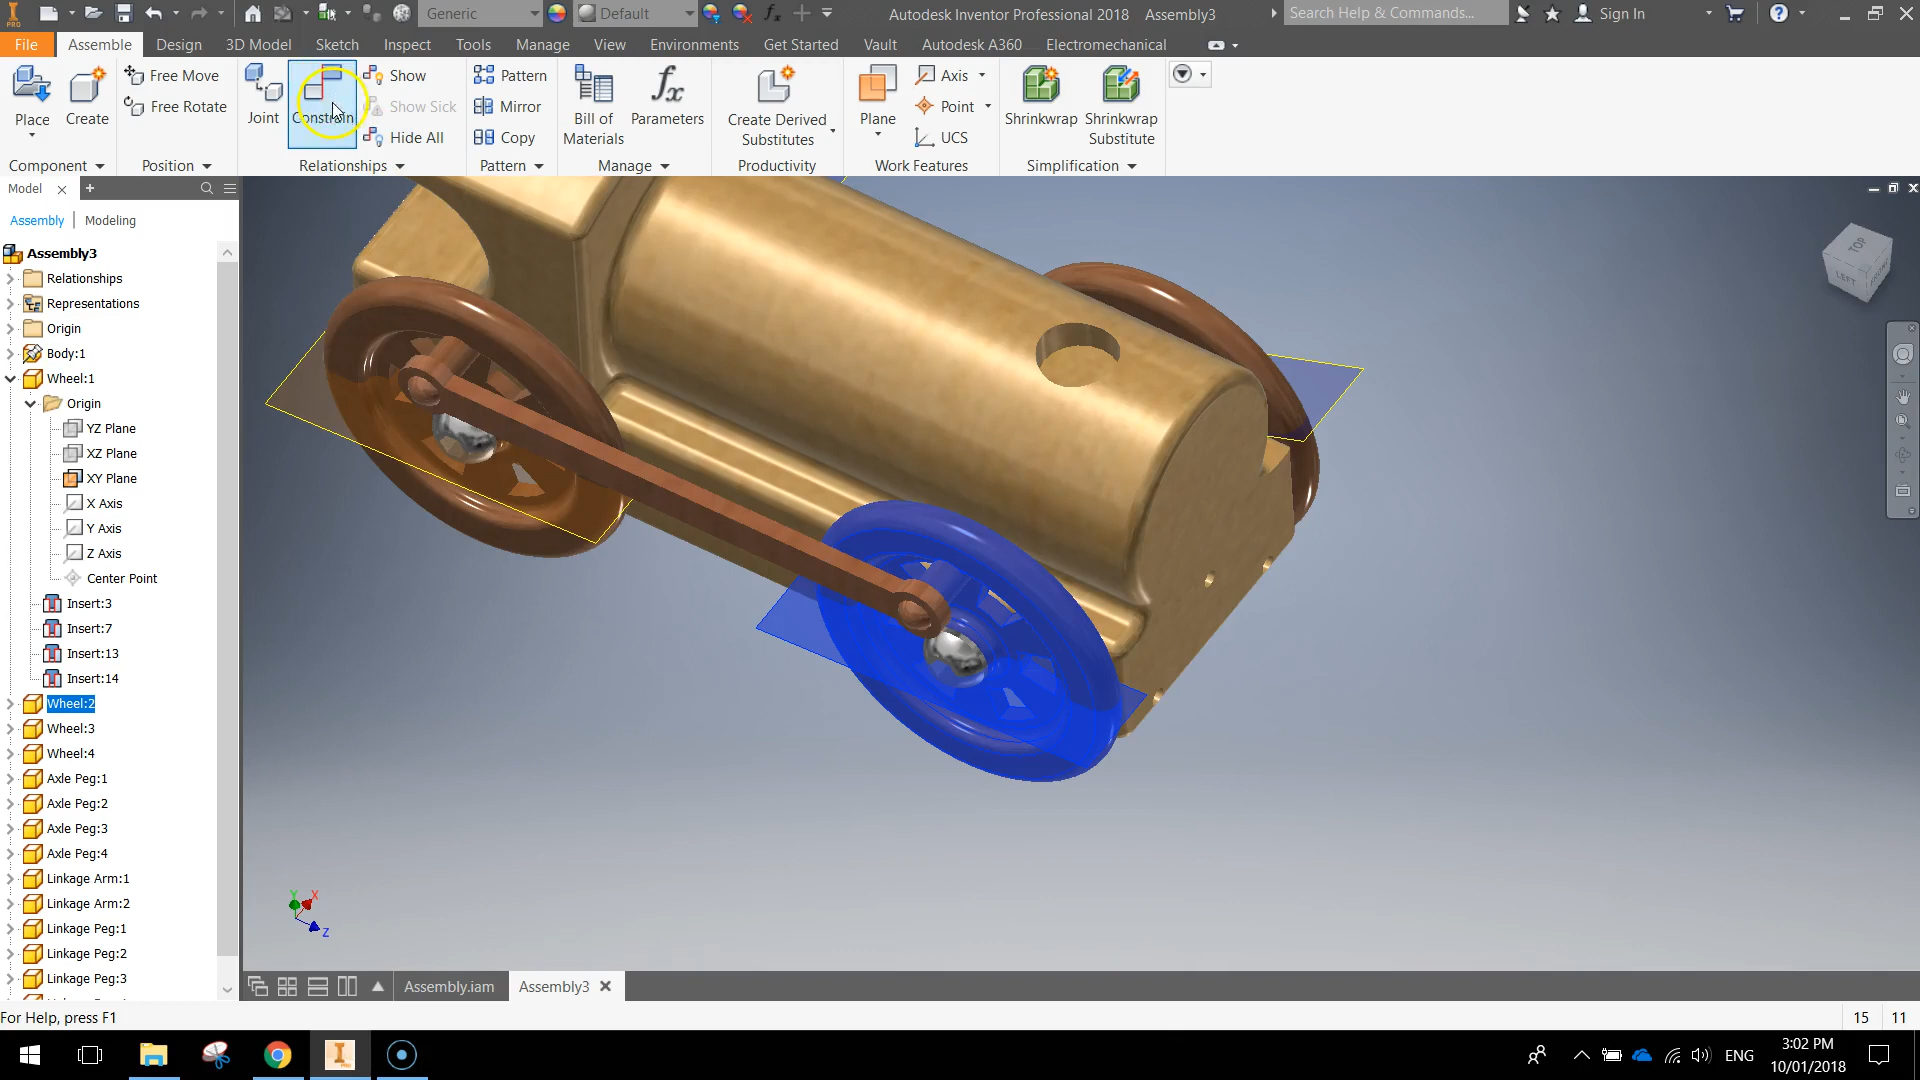 PRO
Generic
Default
Autodesk Inventor Professional 2018 Assembly3
Search Help & Commands...
Sign In
File
Assemble
Design
3D Model
Sketch
Inspect
Tools
Manage
View
Environments
Get Started
Vault
Autodesk A360
Electromechanical
Place
Create
Free Move
Free Rotate
Joint
Constrain
Show
Show Sick
Hide All
Pattern
Mirror
Copy
Bill of
Materials
fx
Parameters
Create Derived
Substitutes
Plane
Axis
Point
UCS
Shrinkwrap
Shrinkwrap
Substitute
Component
Position
Relationships
Pattern
Manage
Productivity
Work Features
Simplification
Model
Assembly
Modeling
Assembly3
Relationships
Representations
Origin
Body:1
Wheel:1
Origin
YZ Plane
XZ Plane
XY Plane
X Axis
Y Axis
Z Axis
Center Point
Insert:3
Insert:7
Insert:13
Insert:14
Wheel:2
Wheel:3
Wheel:4
Axle Peg:1
Axle Peg:2
Axle Peg:3
Axle Peg:4
Linkage Arm:1
Linkage Arm:2
Linkage Peg:1
Linkage Peg:2
Linkage Peg:3
TOP
LEFT
Y
X
Z
Assembly.iam
Assembly3
For Help, press F1
15
11
ENG
3:02 PM
10/01/2018